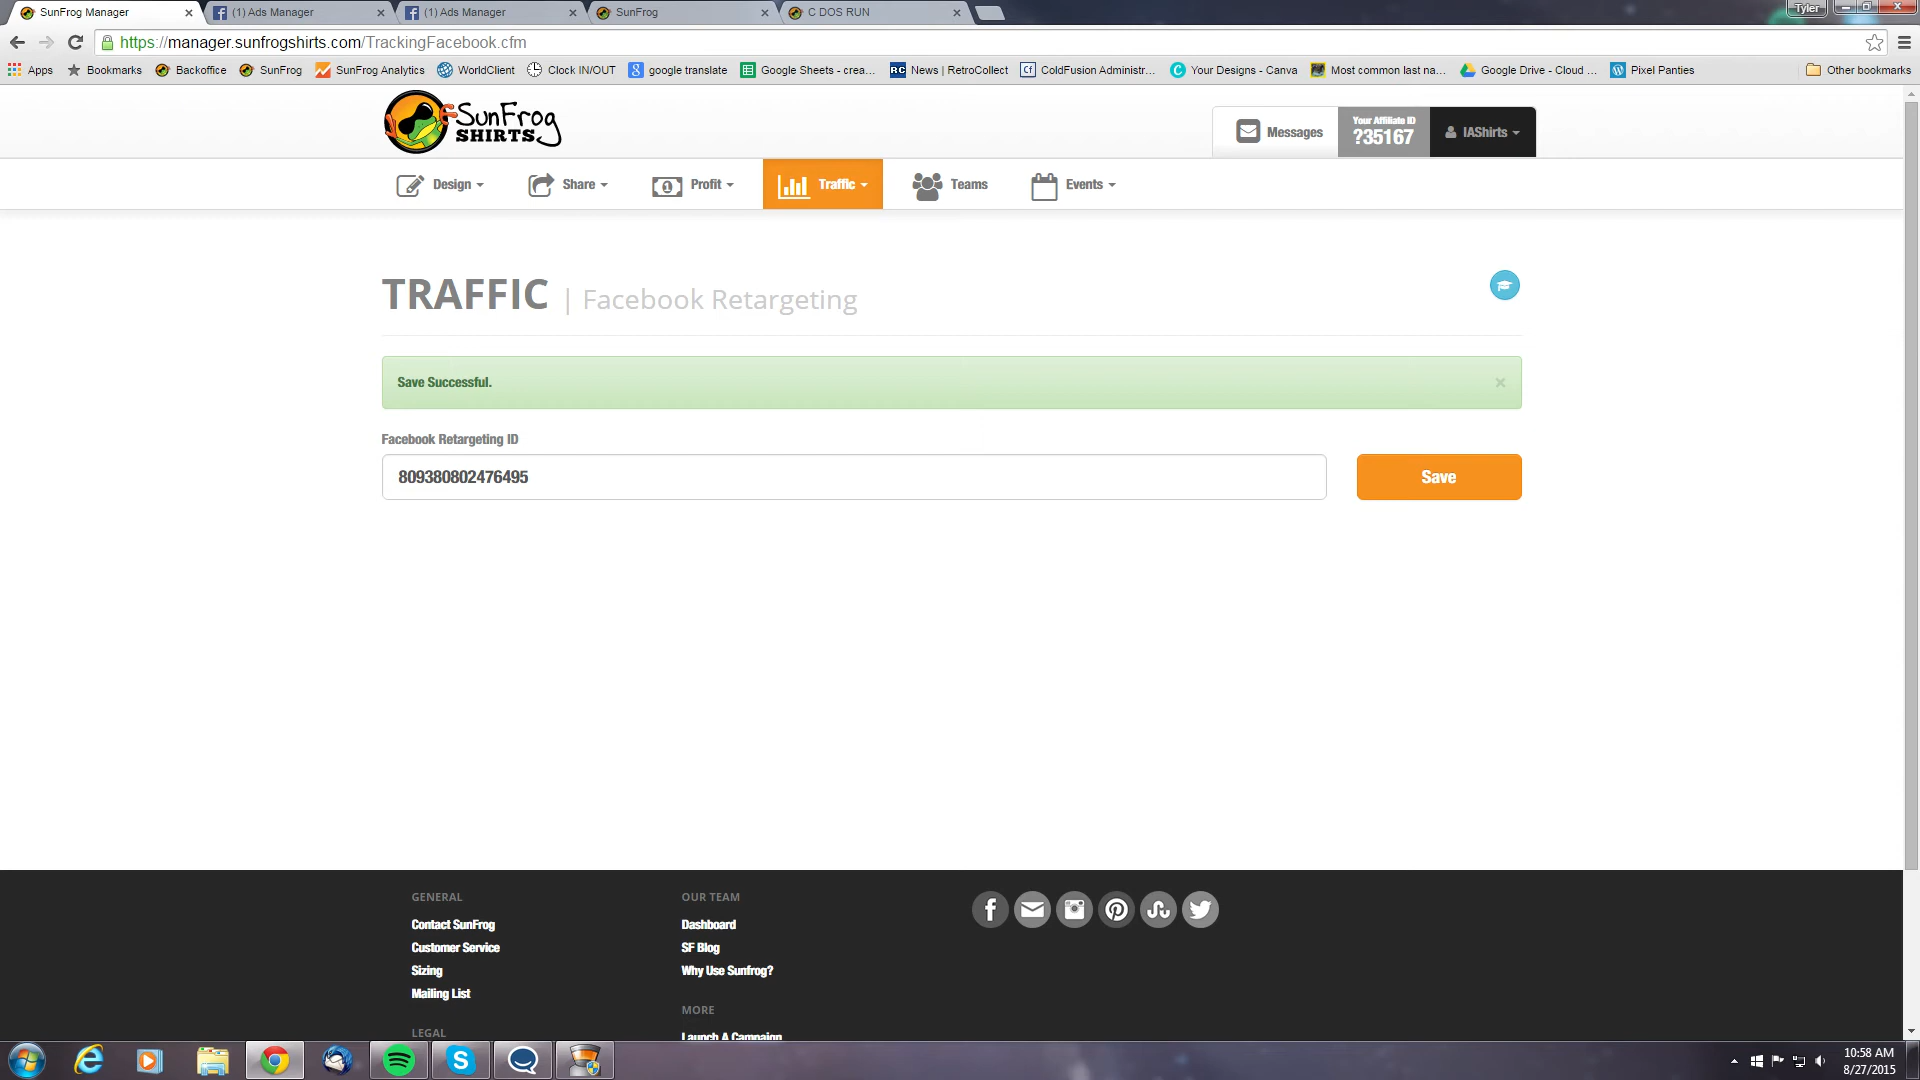 SunFrog Manager
(1) Ads Manager
(1) Ads Manager
SunFrog
C DOS RUN
Tyler
https://manager.sunfrogshirts.com/TrackingFacebook.cfm
Apps
Bookmarks
Backoffice
SunFrog
SunFrog Analytics
WorldClient
Clock IN/OUT
google translate
Google Sheets - crea...
News | RetroCollect
ColdFusion Administr...
Your Designs - Canva
Most common last na...
Google Drive - Cloud ...
Pixel Panties
Other bookmarks
SunFrog
SHIRTS
Messages
Your Affiliate ID
?35167
IAShirts
Design
Share
Profit
Traffic
Teams
Events
TRAFFIC | Facebook Retargeting
Save Successful.
×
Facebook Retargeting ID
809380802476495
Save
GENERAL
Contact SunFrog
Customer Service
Sizing
Mailing List
LEGAL
OUR TEAM
Dashboard
SF Blog
Why Use Sunfrog?
MORE
Launch A Campaign
10:58 AM
8/27/2015